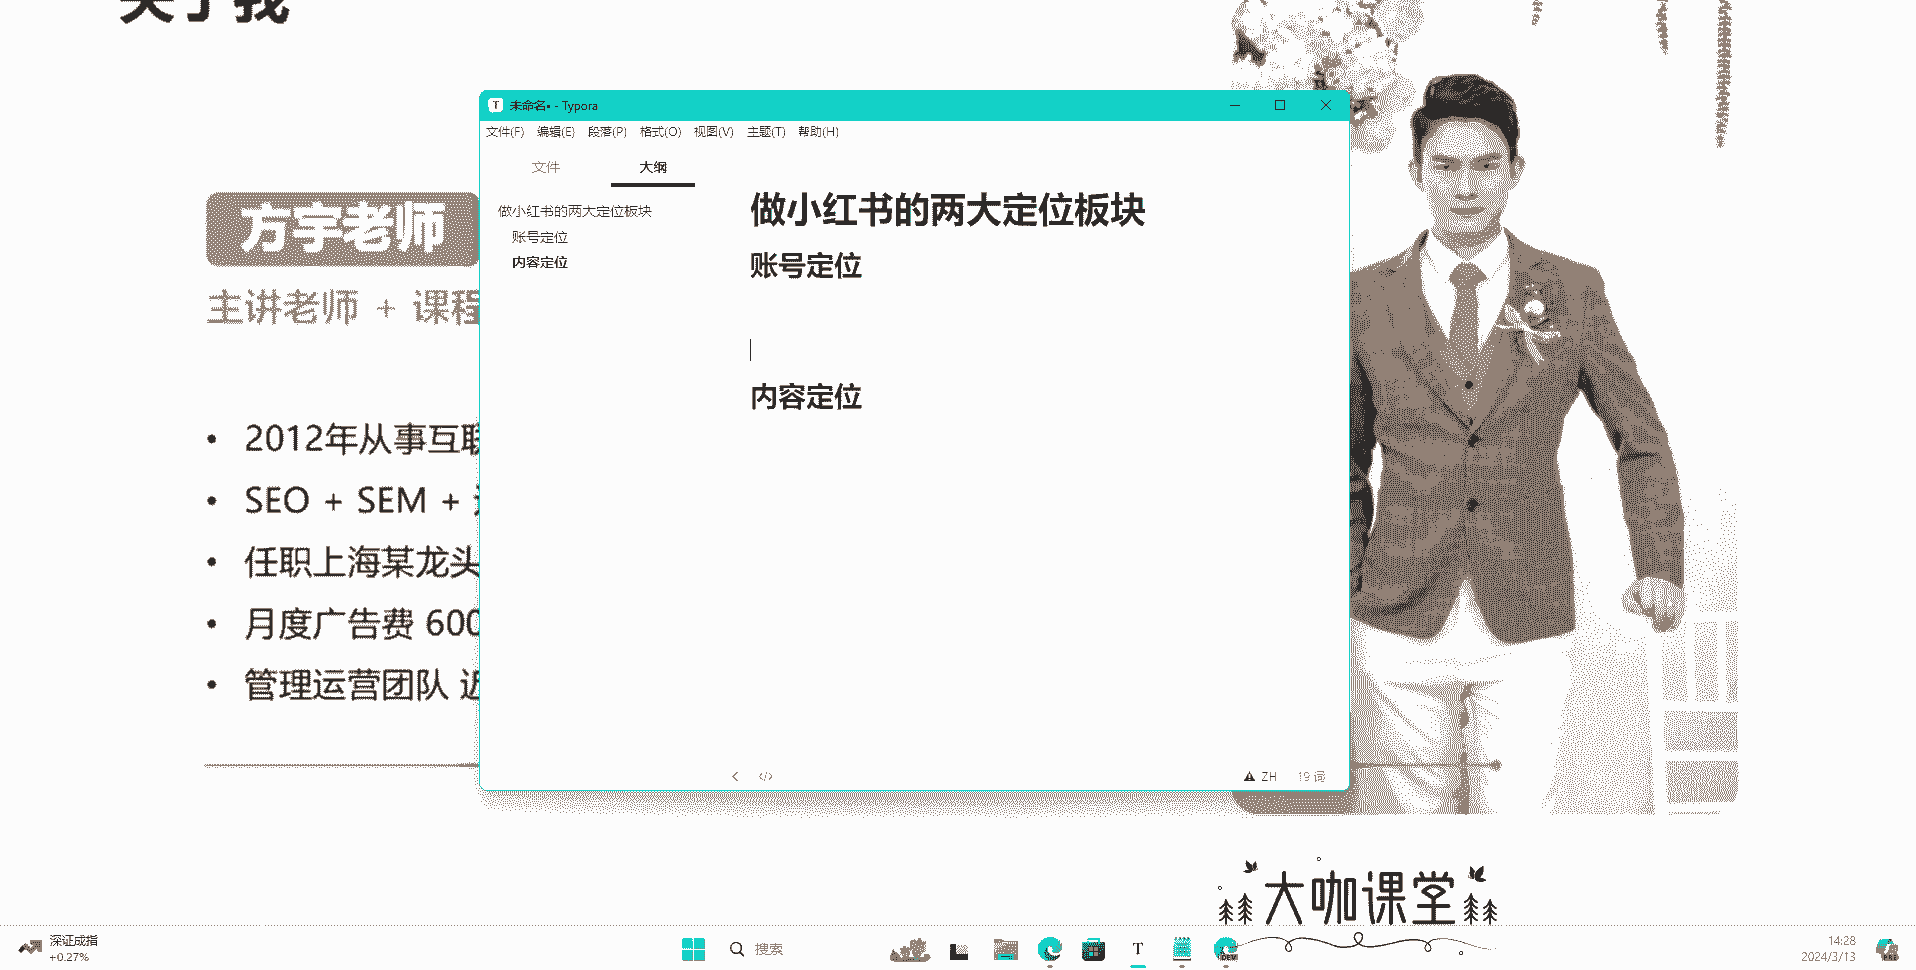 关于我
方宇老师
主讲老师 + 课程
2012年从事互联
SEO + SEM +
任职上海某龙头
月度广告费 600
管理运营团队 近
未命名• - Typora
文件(F) 编辑(E) 段落(P) 格式(O) 视图(V) 主题(T) 帮助(H)
文件 大纲
做小红书的两大定位板块
账号定位
内容定位
做小红书的两大定位板块
账号定位
内容定位
ZH 19 词
大咖课堂
深证成指
+0.27%
搜索
14:28
2024/3/13